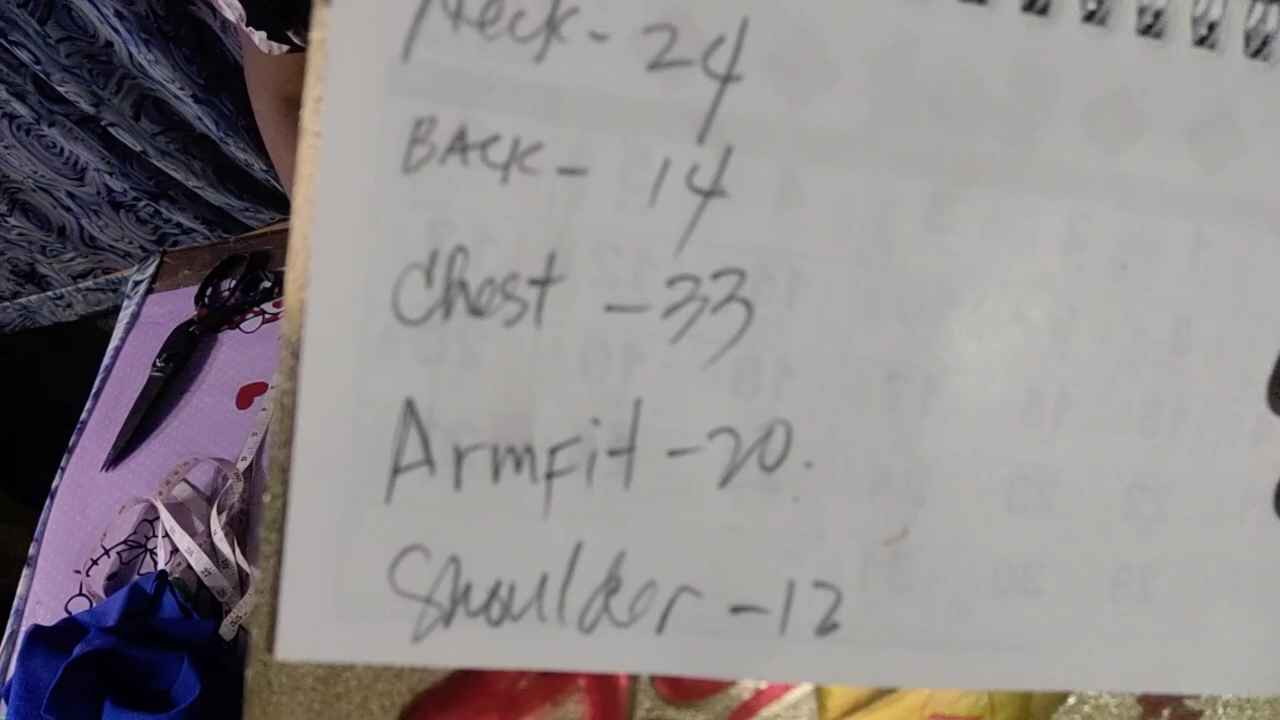 Neck - 24
BACK - 14
Chest - 33
ArmFit - 20.
Shoulder - 12